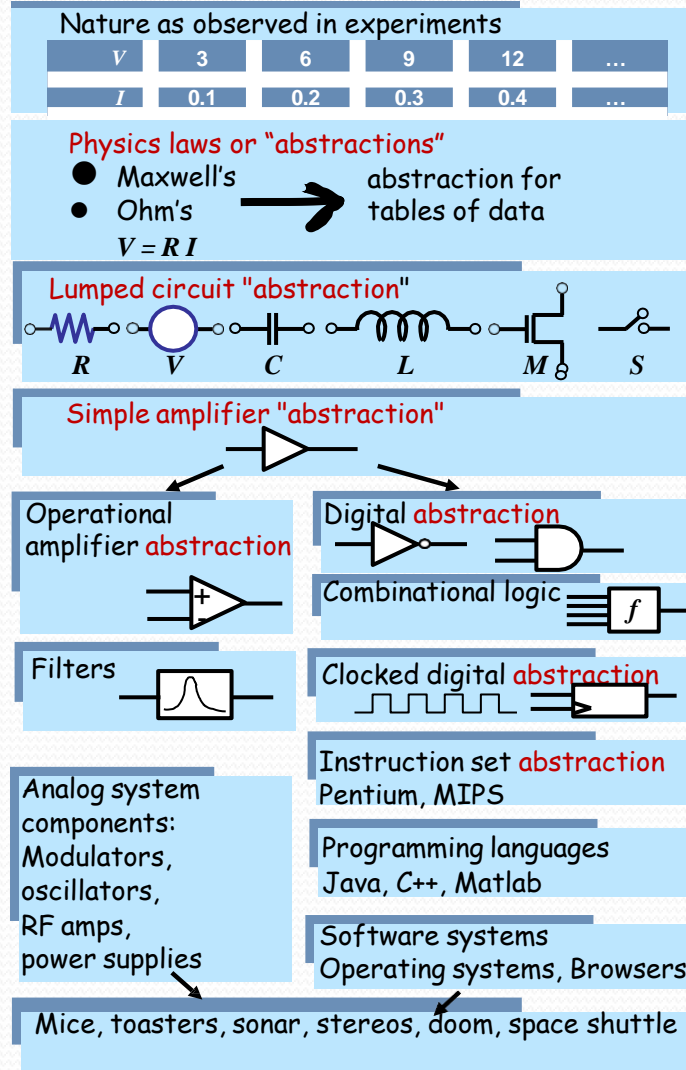 Nature as observed in experiments
V 3 6 9 12 …
I 0.1 0.2 0.3 0.4 …
Physics laws or “abstractions”
● Maxwell’s
● Ohm’s
V = R I
abstraction for
tables of data
Lumped circuit "abstraction"
R V C L M S
Simple amplifier "abstraction"
Operational
amplifier abstraction
+
-
Filters
Analog system
components:
Modulators,
oscillators,
RF amps,
power supplies
Digital abstraction
Combinational logic
f
Clocked digital abstraction
Instruction set abstraction
Pentium, MIPS
Programming languages
Java, C++, Matlab
Software systems
Operating systems, Browsers
Mice, toasters, sonar, stereos, doom, space shuttle